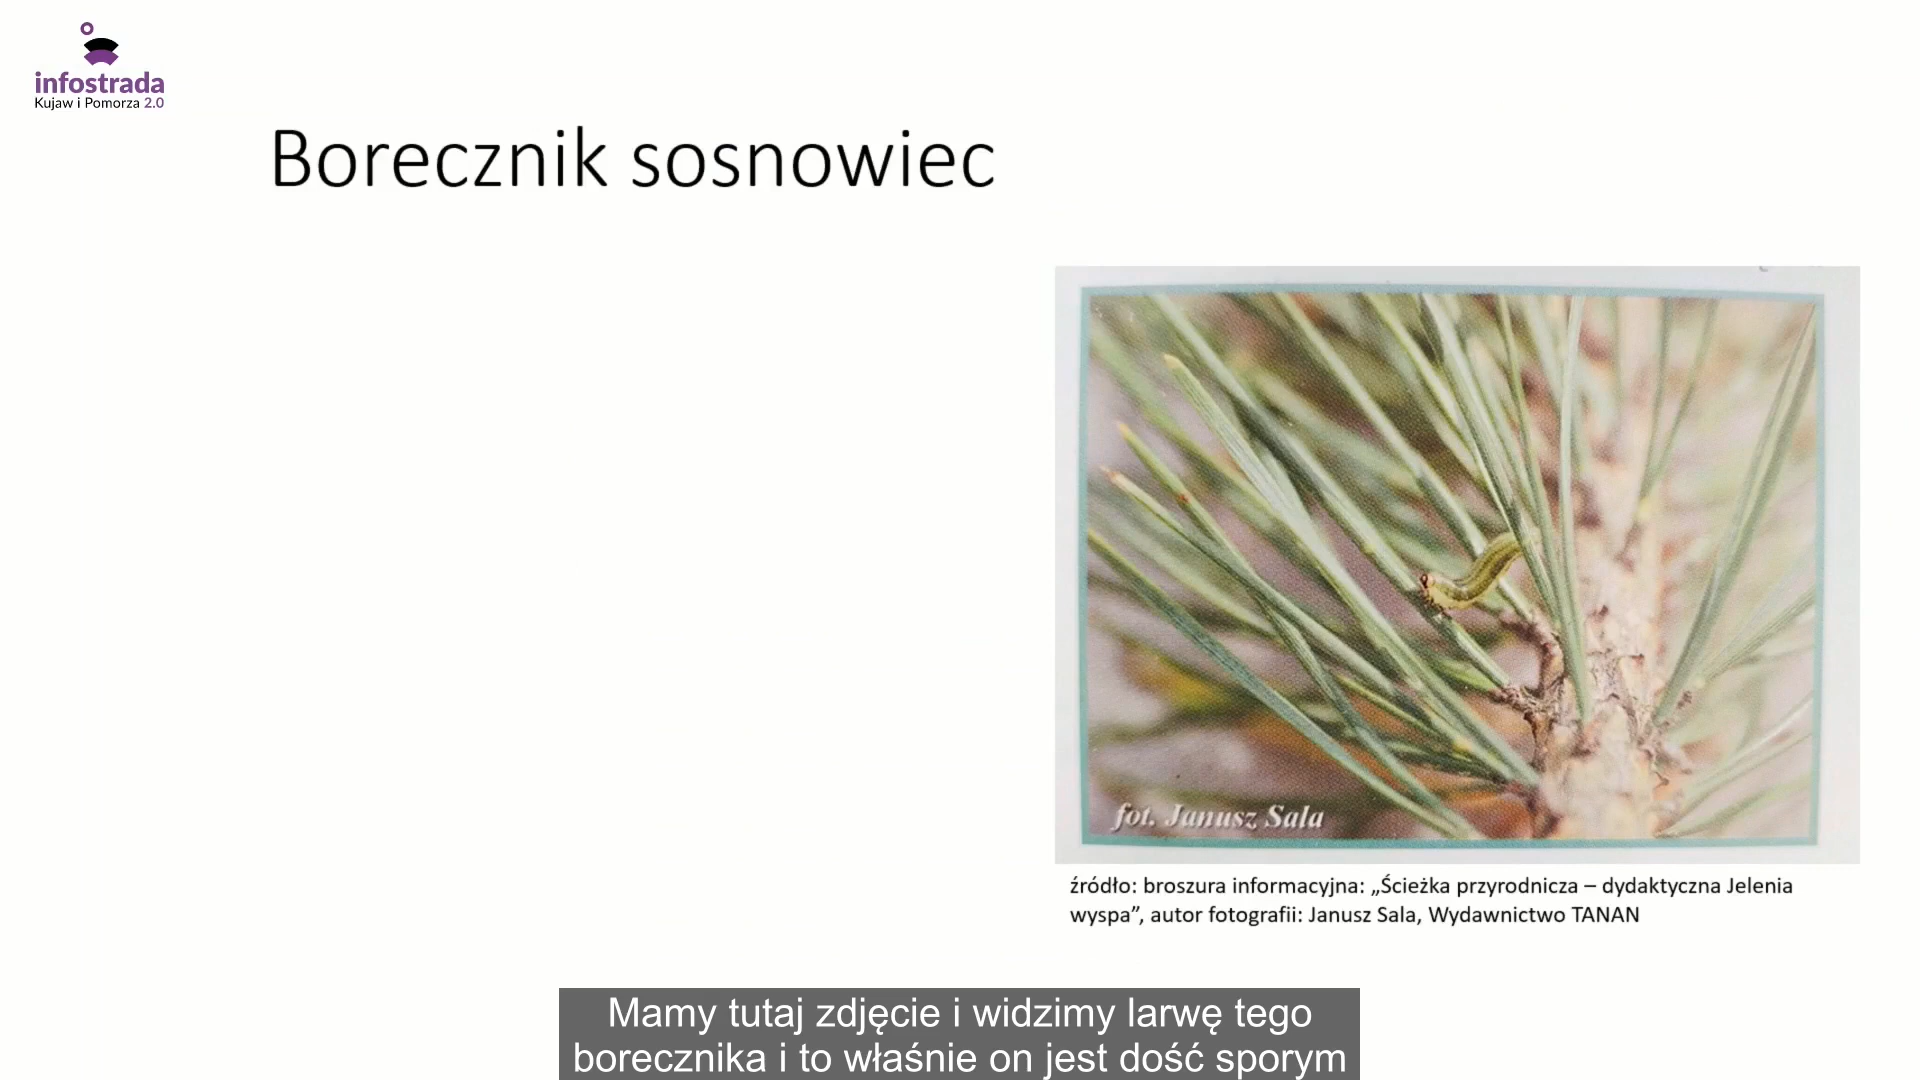 infostrada
Kujaw i Pomorza 2.0
Borecznik sosnowiec
fot. Janusz Sala
źródło: broszura informacyjna: „Ścieżka przyrodnicza – dydaktyczna Jelenia
wyspa”, autor fotografii: Janusz Sala, Wydawnictwo TANAN
Mamy tutaj zdjęcie i widzimy larwę tego
borecznika i to właśnie on jest dość sporym